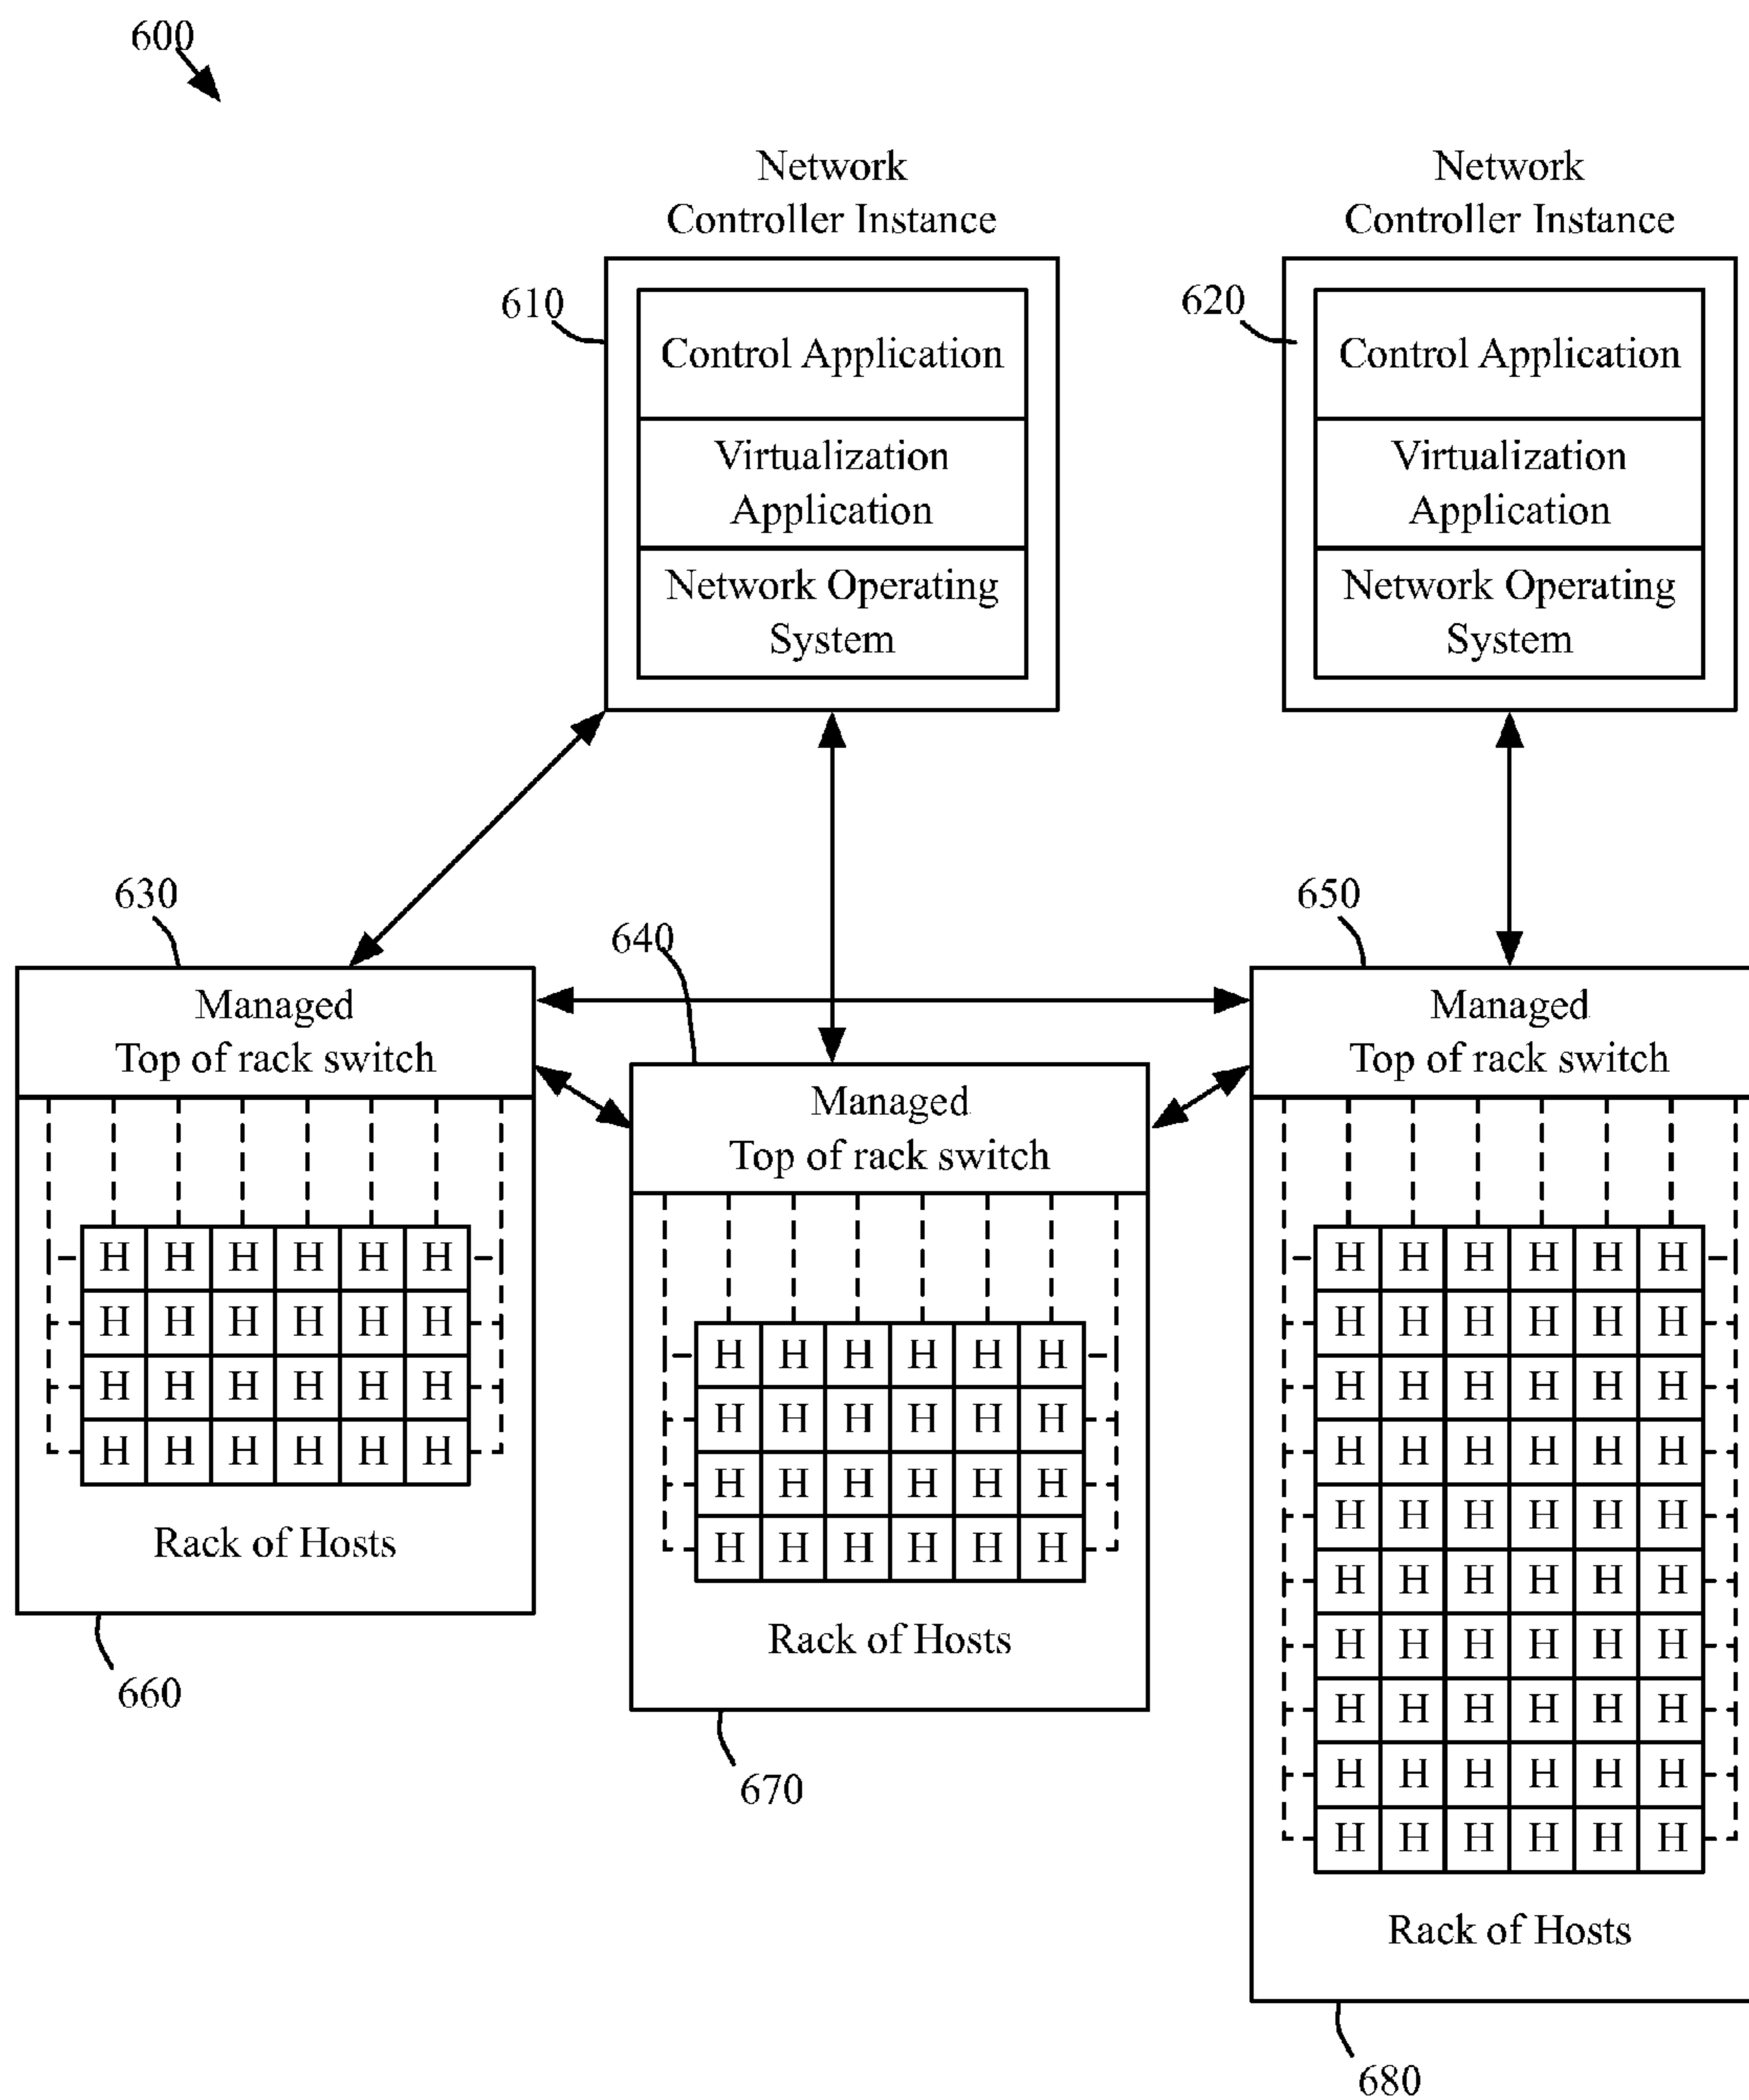 600
Network
Controller Instance
610
Control Application
Virtualization
Application
Network Operating
System
Network
Controller Instance
620
Control Application
Virtualization
Application
Network Operating
System
630
Managed
Top of rack switch
H H H H H H
H H H H H H
H H H H H H
H H H H H H
Rack of Hosts
660
640
Managed
Top of rack switch
H H H H H H
H H H H H H
H H H H H H
H H H H H H
Rack of Hosts
670
650
Managed
Top of rack switch
H H H H H H
H H H H H H
H H H H H H
H H H H H H
H H H H H H
H H H H H H
H H H H H H
H H H H H H
H H H H H H
H H H H H H
Rack of Hosts
680